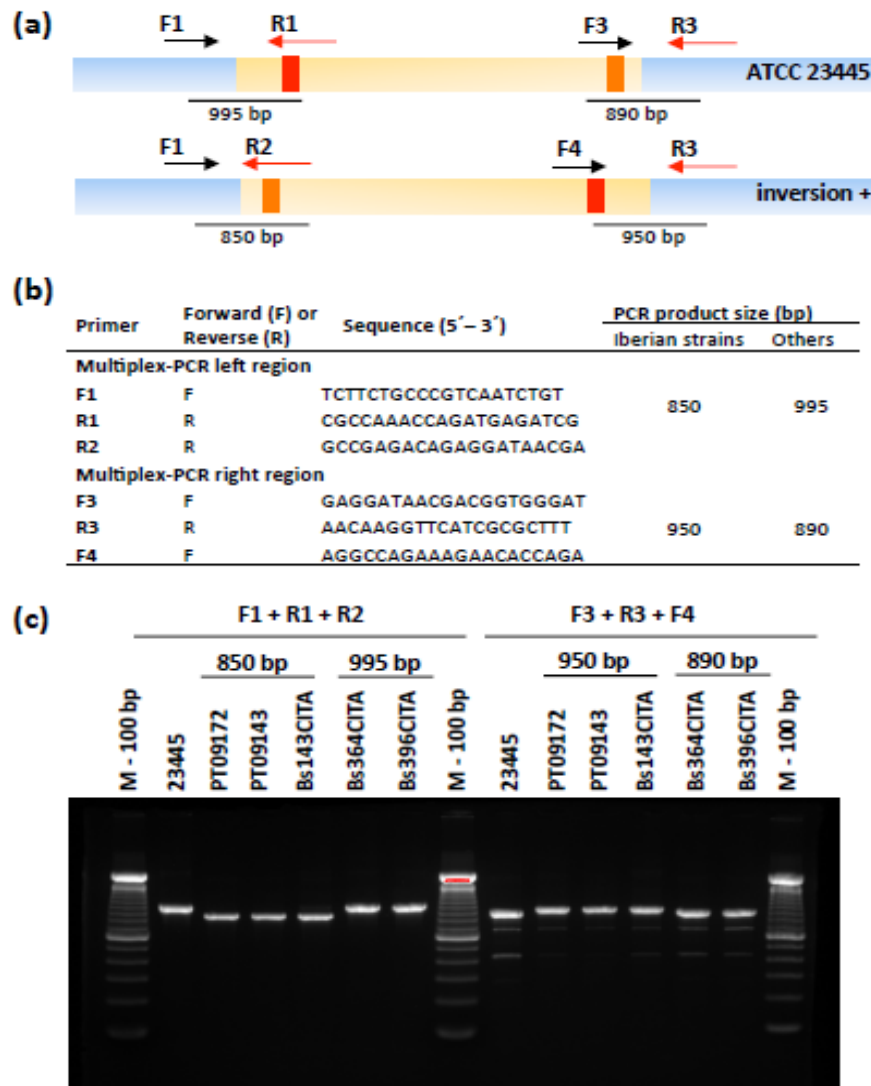 (a)
F1 R1 F3 R3
ATCC 23445
995 bp 890 bp
F1 R2 F4 R3
inversion +
850 bp 950 bp
(b)
Primer Forward (F) or Reverse (R) Sequence (5´– 3´) PCR product size (bp)
Iberian strains Others
Multiplex-PCR left region
F1 F TCTTCTGCCCGTCAATCTGT
850 995
R1 R CGCCAAACCAGATGAGATCG
R2 R GCCGAGACAGAGGATAACGA
Multiplex-PCR right region
F3 F GAGGATAACGACGGTGGGAT
R3 R AACAAGGTTCATCGCGCTTT 950 890
F4 F AGGCCAGAAAGAACACCAGA
(c)
F1 + R1 + R2 F3 + R3 + F4
850 bp 995 bp 950 bp 890 bp
M - 100 bp
23445
PT09172
PT09143
Bs143CITA
Bs364CITA
Bs396CITA
M - 100 bp
23445
PT09172
PT09143
Bs143CITA
Bs364CITA
Bs396CITA
M - 100 bp